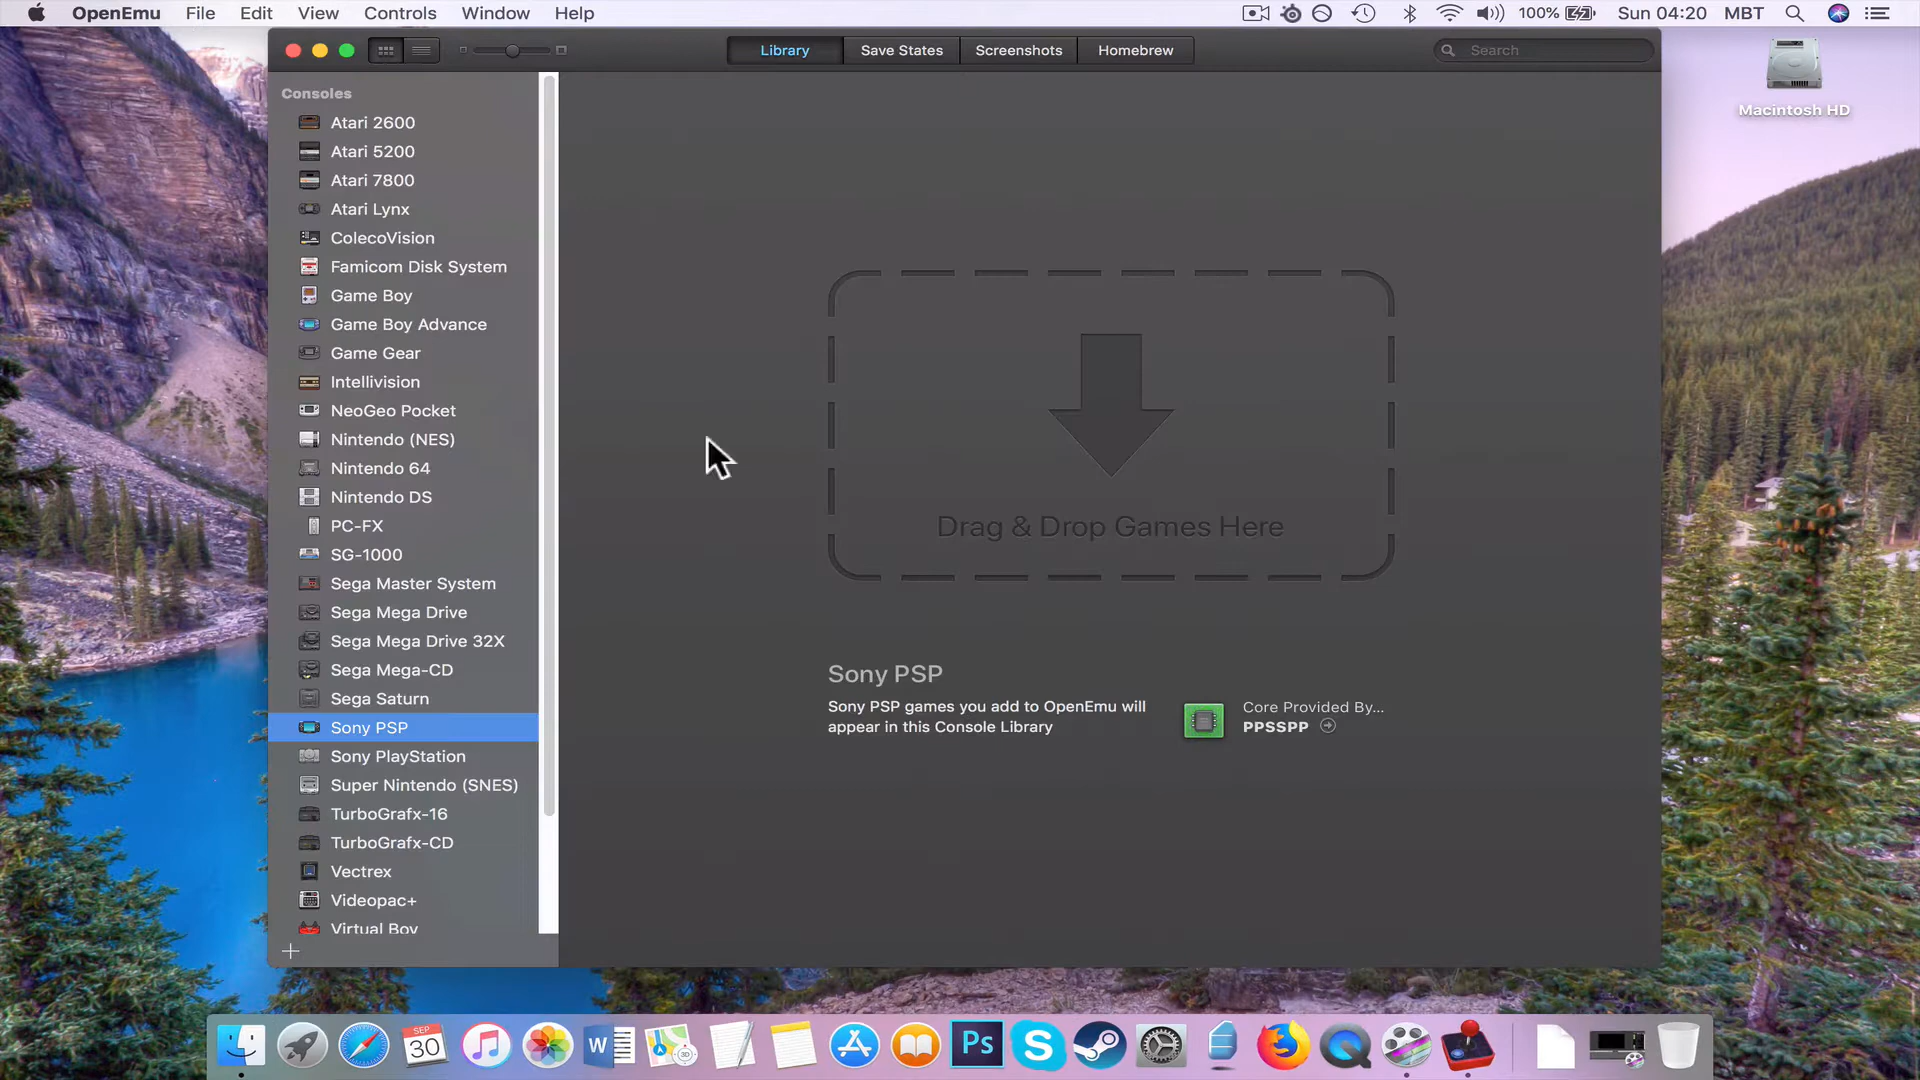 OpenEmu File Edit View Controls Window Help 100% Sun 04:20 MBT
Library Save States Screenshots Homebrew Search
Macintosh HD
Consoles
Atari 2600
Atari 5200
Atari 7800
Atari Lynx
ColecoVision
Famicom Disk System
Game Boy
Game Boy Advance
Game Gear
Intellivision
NeoGeo Pocket
Nintendo (NES)
Nintendo 64
Nintendo DS
PC-FX
SG-1000
Sega Master System
Sega Mega Drive
Sega Mega Drive 32X
Sega Mega-CD
Sega Saturn
Sony PSP
Sony PlayStation
Super Nintendo (SNES)
TurboGrafx-16
TurboGrafx-CD
Vectrex
Videopac+
Virtual Boy
Drag & Drop Games Here
Sony PSP
Sony PSP games you add to OpenEmu will
appear in this Console Library
Core Provided By...
PPSSPP
SEP
30
W
3D
Ps
S